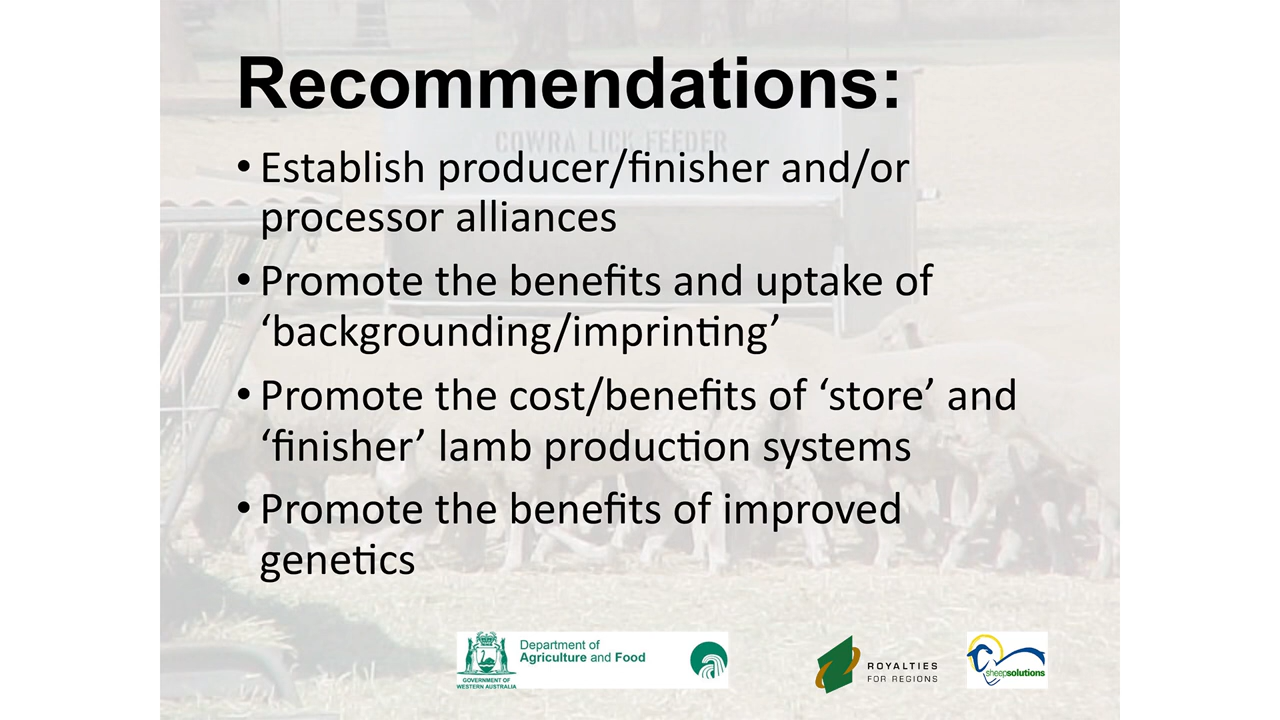 Recommendations:
COWRA LICK FEEDER
• Establish producer/finisher and/or
processor alliances
• Promote the benefits and uptake of
‘backgrounding/imprinting’
• Promote the cost/benefits of ‘store’ and
‘finisher’ lamb production systems
• Promote the benefits of improved
genetics
Department of
Agriculture and Food
GOVERNMENT OF
WESTERN AUSTRALIA
ROYALTIES
FOR REGIONS
sheepsolutions